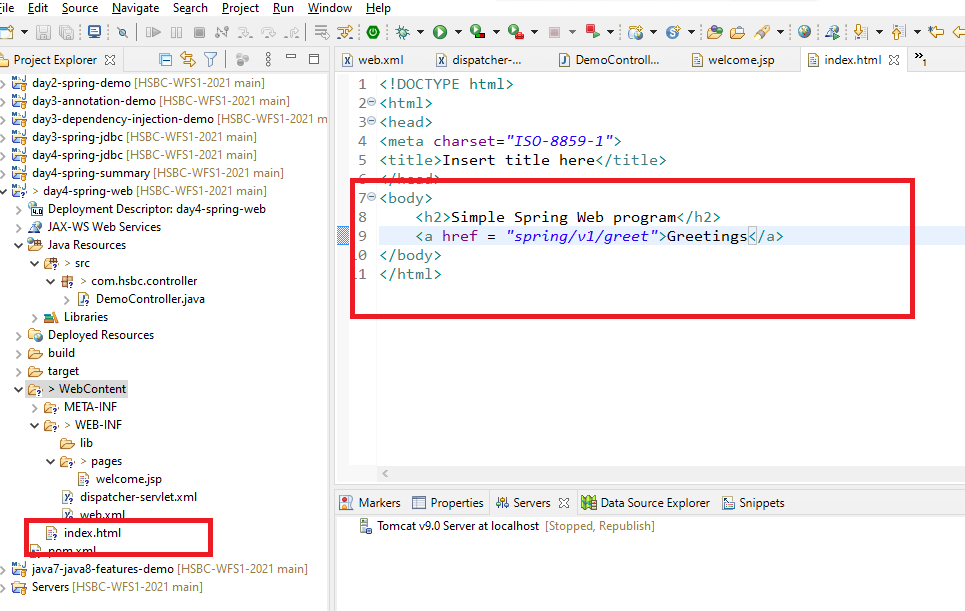 File Edit Source Navigate Search Project Run Window Help
Project Explorer
day2-spring-demo [HSBC-WFS1-2021 main]
day3-annotation-demo [HSBC-WFS1-2021 main]
day3-dependency-injection-demo [HSBC-WFS1-2021 m
day3-spring-jdbc [HSBC-WFS1-2021 main]
day4-spring-jdbc [HSBC-WFS1-2021 main]
day4-spring-summary [HSBC-WFS1-2021 main]
> day4-spring-web [HSBC-WFS1-2021 main]
Deployment Descriptor: day4-spring-web
JAX-WS Web Services
Java Resources
> src
> com.hsbc.controller
DemoController.java
Libraries
Deployed Resources
build
target
> WebContent
META-INF
> WEB-INF
lib
> pages
welcome.jsp
dispatcher-servlet.xml
web.xml
index.html
pom.xml
java7-java8-features-demo [HSBC-WFS1-2021 main]
Servers [HSBC-WFS1-2021 main]
web.xml dispatcher-... DemoControll... welcome.jsp index.html »1
1 <!DOCTYPE html>
2 <html>
3 <head>
4 <meta charset="ISO-8859-1">
5 <title>Insert title here</title>
6 </head>
7 <body>
8 <h2>Simple Spring Web program</h2>
9 <a href = "spring/v1/greet">Greetings</a>
10 </body>
11 </html>
Markers Properties Servers Data Source Explorer Snippets
Tomcat v9.0 Server at localhost [Stopped, Republish]